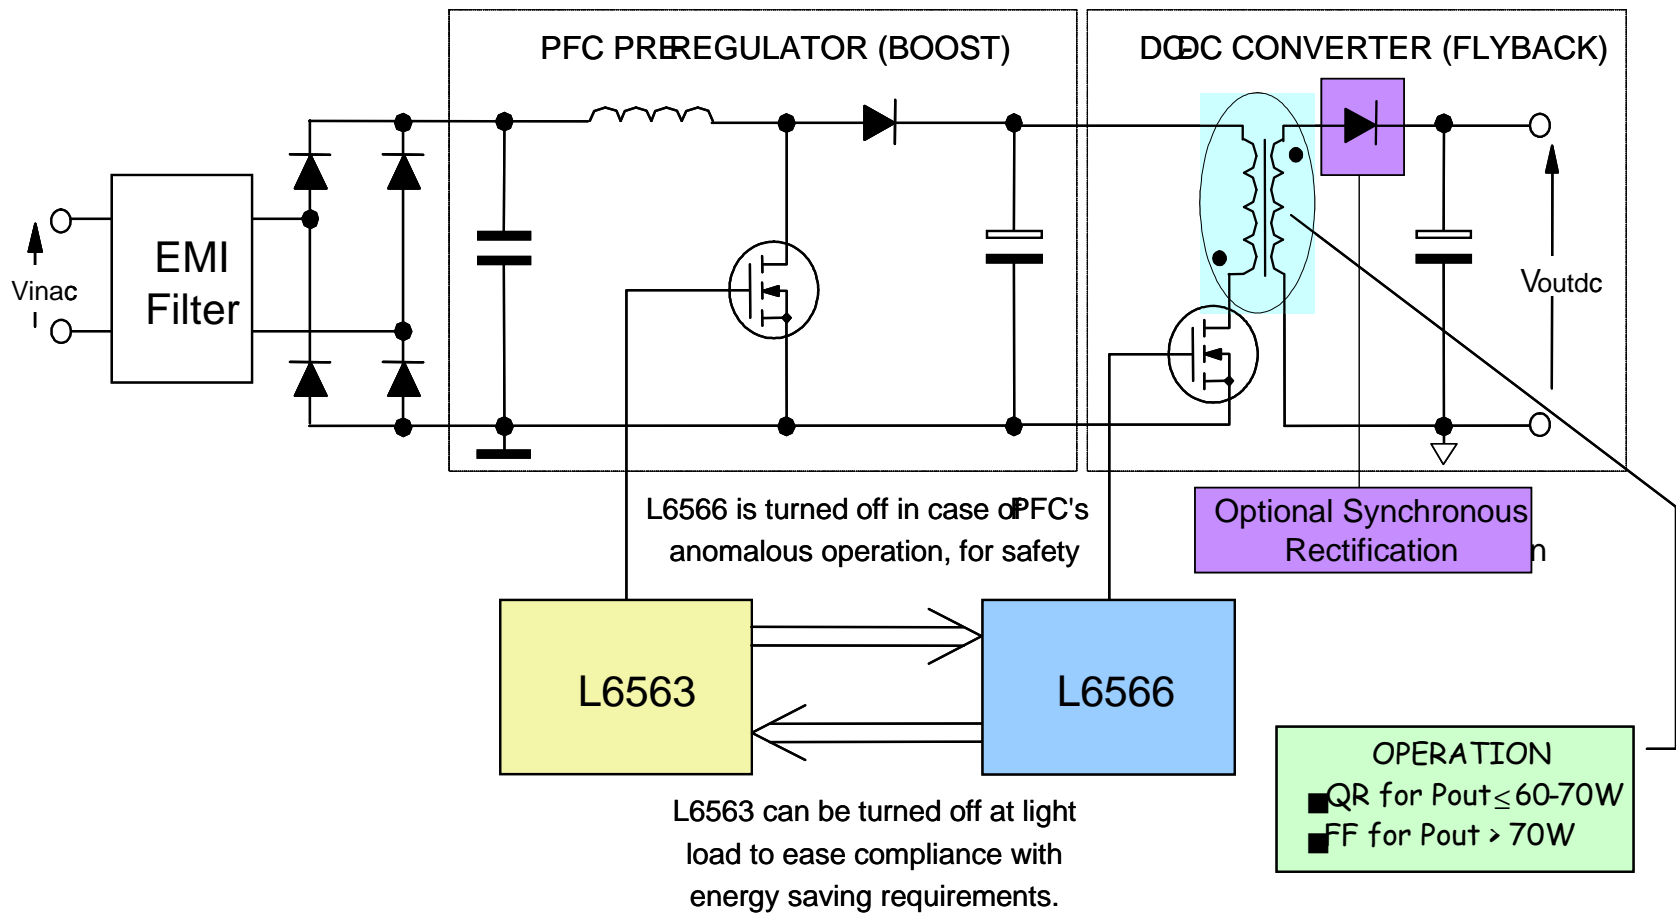 PFC PRE-REGULATOR (BOOST)
DC-DC CONVERTER (FLYBACK)
EMI
Filter
Vinac
Voutdc
L6566 is turned off in case of PFC's
anomalous operation, for safety
Optional Synchronous
Rectification
n
L6563
L6566
OPERATION
■QR for Pout ≤ 60-70W
■FF for Pout > 70W
L6563 can be turned off at light
load to ease compliance with
energy saving requirements.